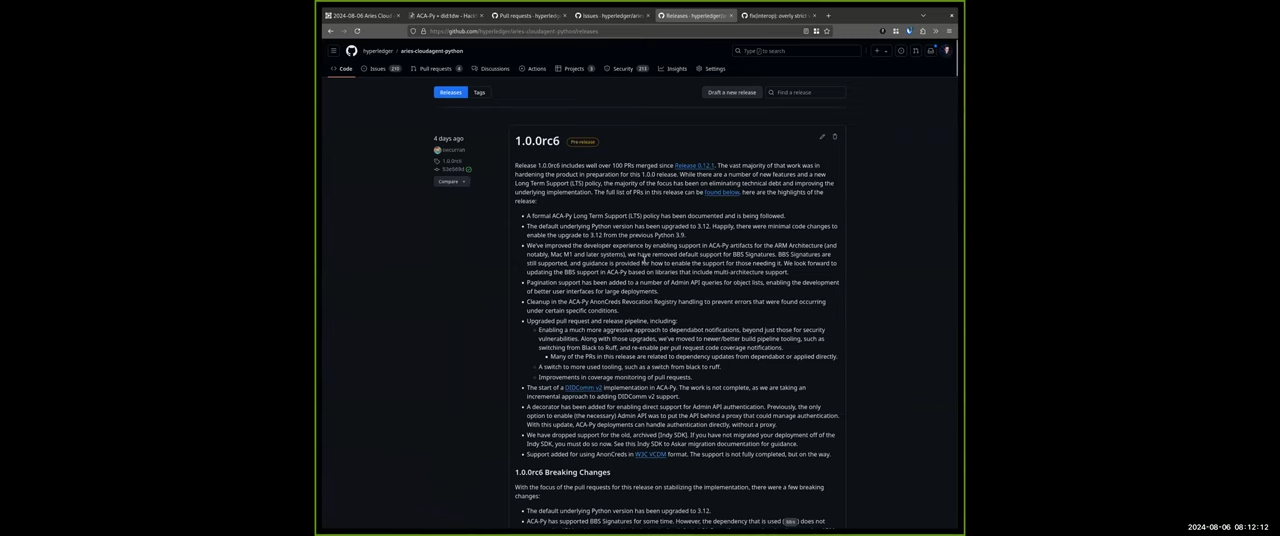 2024-08-06 Aries Cloud
ACA-Py + did:tdw - Hack
Pull requests · hyperledg
Issues · hyperledger/aries
Releases · hyperledger/
fix(interop): overly strict v
https://github.com/hyperledger/aries-cloudagent-python/releases
hyperledger / aries-cloudagent-python
Type / to search
Code
Issues 210
Pull requests 4
Discussions
Actions
Projects 3
Security 213
Insights
Settings
Releases
Tags
Draft a new release
Find a release
4 days ago
swcurran
1.0.0rc6
Compare
1.0.0rc6 Pre-release
Release 1.0.0rc6 includes well over 100 PRs merged since Release 0.12.1. The vast majority of that work was in
hardening the product in preparation for this 1.0.0 release. While there are a number of new features and a new
Long Term Support (LTS) policy, the majority of the focus has been on eliminating technical debt and improving the
underlying implementation. The full list of PRs in this release can be found below. here are the highlights of the
release:
• A formal ACA-Py Long Term Support (LTS) policy has been documented and is being followed.
• The default underlying Python version has been upgraded to 3.12. Happily, there were minimal code changes to
enable the upgrade to 3.12 from the previous Python 3.9.
• We've improved the developer experience by enabling support in ACA-Py artifacts for the ARM Architecture (and
notably, Mac M1 and later systems), we have removed default support for BBS Signatures. BBS Signatures are
still supported, and guidance is provided for how to enable the support for those needing it. We look forward to
updating the BBS support in ACA-Py based on libraries that include multi-architecture support.
• Pagination support has been added to a number of Admin API queries for object lists, enabling the development
of better user interfaces for large deployments.
• Cleanup in the ACA-Py AnonCreds Revocation Registry handling to prevent errors that were found occurring
under certain specific conditions.
• Upgraded pull request and release pipeline, including:
◦ Enabling a much more aggressive approach to dependabot notifications, beyond just those for security
vulnerabilities. Along with those upgrades, we've moved to newer/better build pipeline tooling, such as
switching from Black to Ruff, and re-enable per pull request code coverage notifications.
▪ Many of the PRs in this release are related to dependency updates from dependabot or applied directly.
◦ A switch to more used tooling, such as a switch from black to ruff.
◦ Improvements in coverage monitoring of pull requests.
• The start of a DIDComm v2 implementation in ACA-Py. The work is not complete, as we are taking an
incremental approach to adding DIDComm v2 support.
• A decorator has been added for enabling direct support for Admin API authentication. Previously, the only
option to enable (the necessary) Admin API was to put the API behind a proxy that could manage authentication.
With this update, ACA-Py deployments can handle authentication directly, without a proxy.
• We have dropped support for the old, archived [Indy SDK]. If you have not migrated your deployment off of the
Indy SDK, you must do so now. See this Indy SDK to Askar migration documentation for guidance.
• Support added for using AnonCreds in W3C VCDM format. The support is not fully completed, but on the way.
1.0.0rc6 Breaking Changes
With the focus of the pull requests for this release on stabilizing the implementation, there were a few breaking
changes:
• The default underlying Python version has been upgraded to 3.12.
• ACA-Py has supported BBS Signatures for some time. However, the dependency that is used ( bbs ) does not
2024-08-06 08:12:12